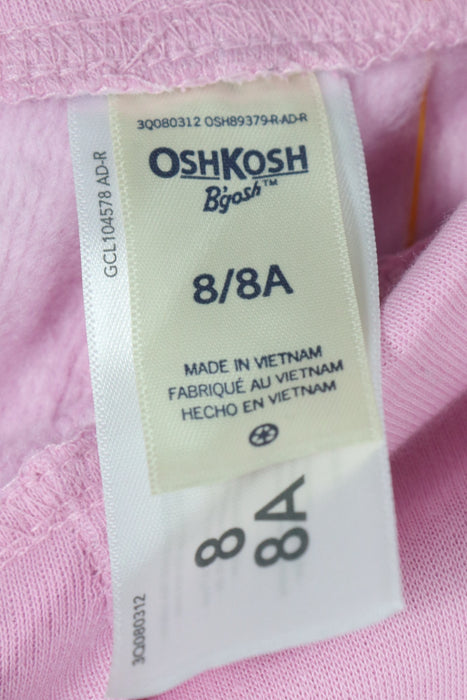 3Q080312 OSH89379-R-AD-R
OSHKOSH
B'gosh™
8/8A
MADE IN VIETNAM
FABRIQUÉ AU VIETNAM
HECHO EN VIETNAM
GCL104578 AD-R
8
8A
3Q080312